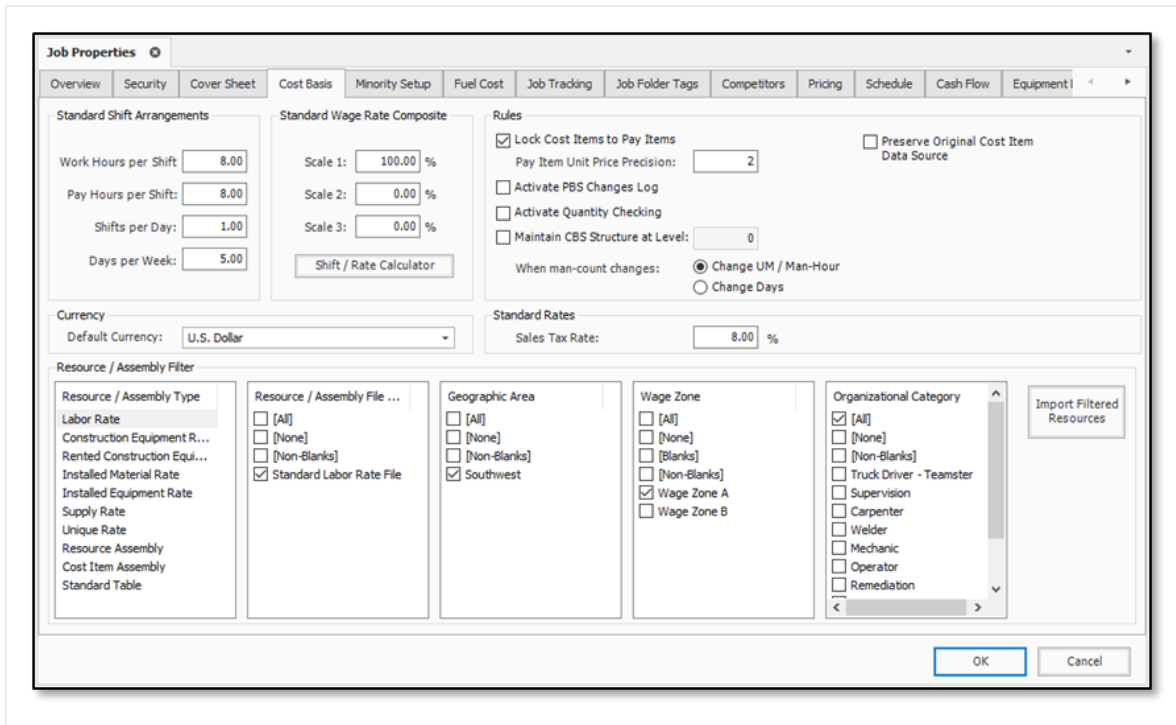 Job Properties
Overview Security Cover Sheet Cost Basis Minority Setup Fuel Cost Job Tracking Job Folder Tags Competitors Pricing Schedule Cash Flow Equipment
Standard Shift Arrangements
Work Hours per Shift 8.00
Pay Hours per Shift: 8.00
Shifts per Day: 1.00
Days per Week: 5.00
Standard Wage Rate Composite
Scale 1: 100.00 %
Scale 2: 0.00 %
Scale 3: 0.00 %
Shift / Rate Calculator
Rules
Lock Cost Items to Pay Items
Pay Item Unit Price Precision: 2
Activate PBS Changes Log
Activate Quantity Checking
Maintain CBS Structure at Level: 0
When man-count changes: Change UM / Man-Hour
Change Days
Preserve Original Cost Item
Data Source
Currency
Default Currency: U.S. Dollar
Standard Rates
Sales Tax Rate: 8.00 %
Resource / Assembly Filter
Resource / Assembly Type
Labor Rate
Construction Equipment R...
Rented Construction Equi...
Installed Material Rate
Installed Equipment Rate
Supply Rate
Unique Rate
Resource Assembly
Cost Item Assembly
Standard Table
Resource / Assembly File ...
[All]
[None]
[Non-Blanks]
Standard Labor Rate File
Geographic Area
[All]
[None]
[Non-Blanks]
Southwest
Wage Zone
[All]
[None]
[Blanks]
[Non-Blanks]
Wage Zone A
Wage Zone B
Organizational Category
[All]
[None]
[Non-Blanks]
Truck Driver - Teamster
Supervision
Carpenter
Welder
Mechanic
Operator
Remediation
Import Filtered
Resources
OK Cancel